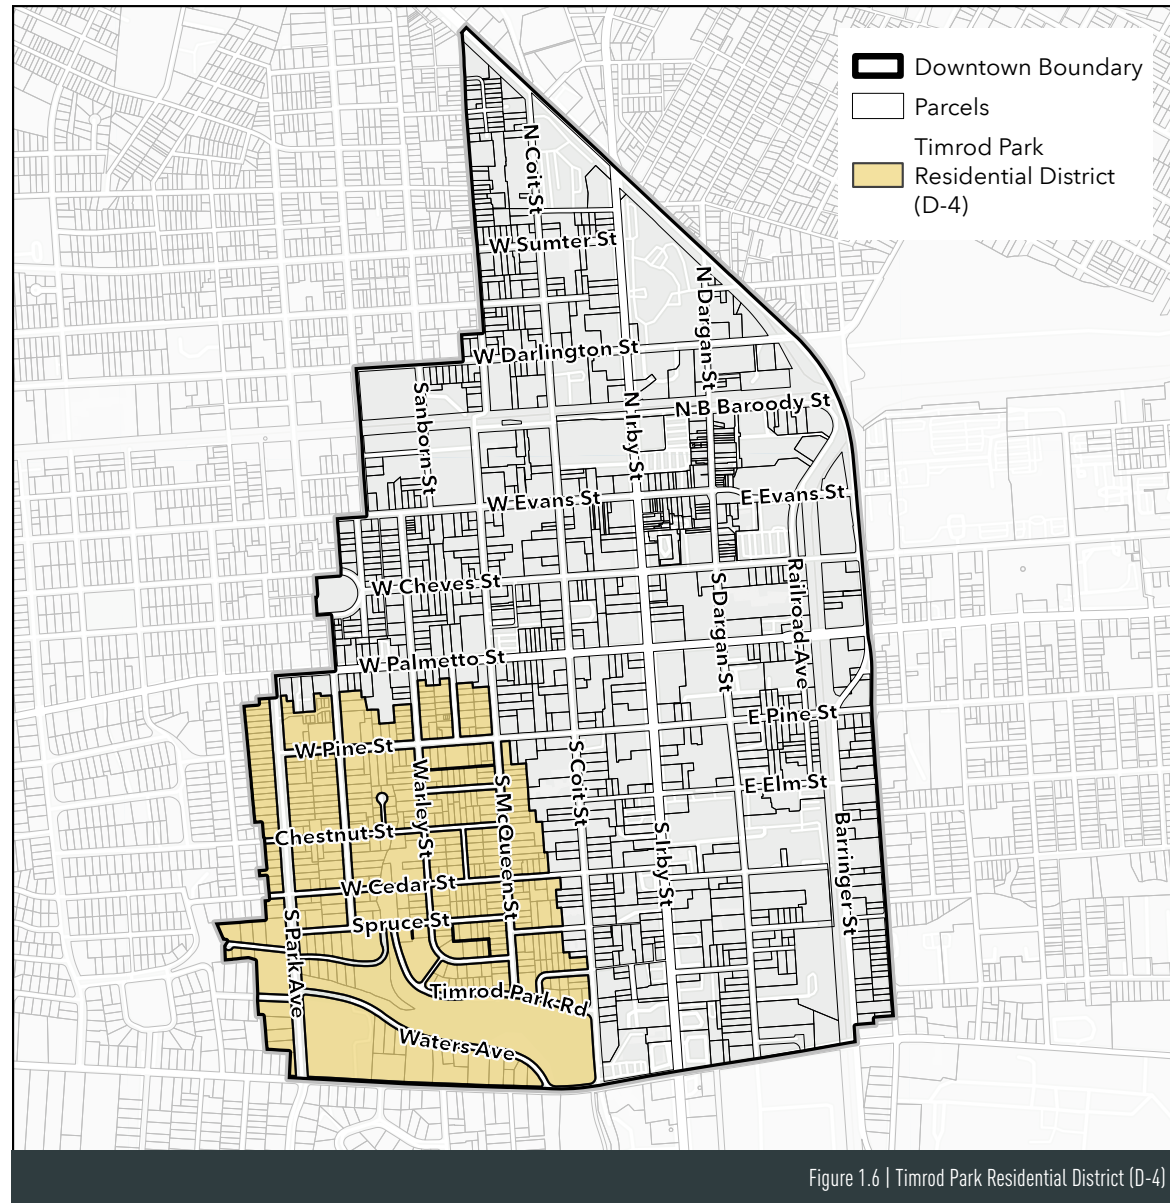 Downtown Boundary
Parcels
Timrod Park
Residential District
(D-4)
N Coit St
W Sumter St
N Dargan St
W Darlington St
Sanborn St
N Irby St
N B Baroody St
W Evans St
E Evans St
W Cheves St
S Dargan St
Railroad Ave
W Palmetto St
E Pine St
W Pine St
S Coit St
Warley St
S McQueen St
E Elm St
Chestnut St
S Irby St
Barringer St
W Cedar St
Spruce St
S Park Ave
Timrod Park Rd
Waters Ave
Figure 1.6 | Timrod Park Residential District (D-4)